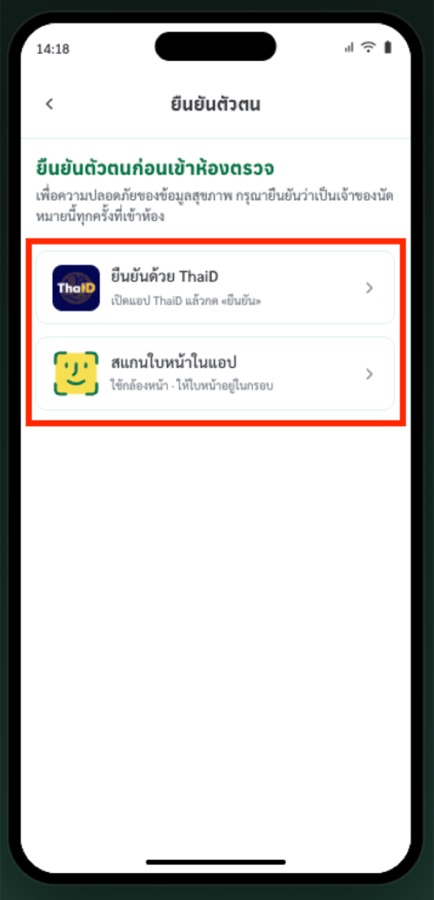 14:18
ยืนยันตัวตน
ยืนยันตัวตนก่อนเข้าห้องตรวจ
เพื่อความปลอดภัยของข้อมูลสุขภาพ กรุณายืนยันว่าเป็นเจ้าของนัด
หมายนี้ทุกครั้งที่เข้าห้อง
ThaID
ยืนยันด้วย ThaiD
เปิดแอป ThaiD แล้วกด «ยืนยัน»
สแกนใบหน้าในแอป
ใช้กล้องหน้า · ให้ใบหน้าอยู่ในกรอบ